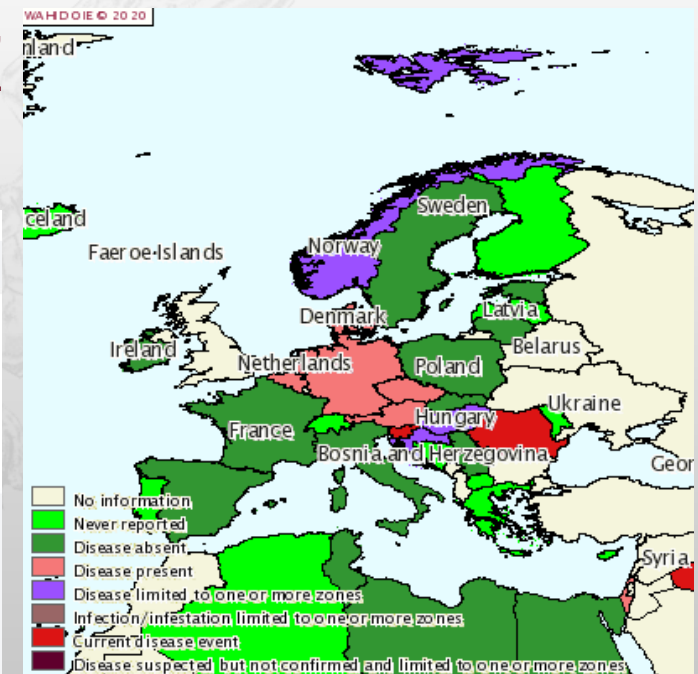 WAHID OIE © 2020
nland
celand
Faeroe-Islands
Sweden
Norway
Denmark
Latvia
Ireland
Netherlands
Poland
Belarus
Ukraine
Hungary
France
Bosnia and Herzegovina
Geor
Syria
No information
Never reported
Disease absent
Disease present
Disease limited to one or more zones
Infection/infestation limited to one or more zones
Current disease event
Disease suspected but not confirmed and limited to one or more zones